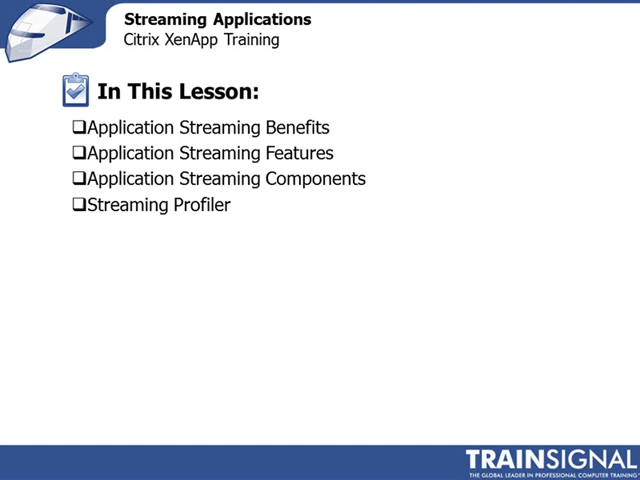 Streaming Applications
Citrix XenApp Training
In This Lesson:
❑Application Streaming Benefits
❑Application Streaming Features
❑Application Streaming Components
❑Streaming Profiler
TRAINSIGNAL
THE GLOBAL LEADER IN PROFESSIONAL COMPUTER TRAINING